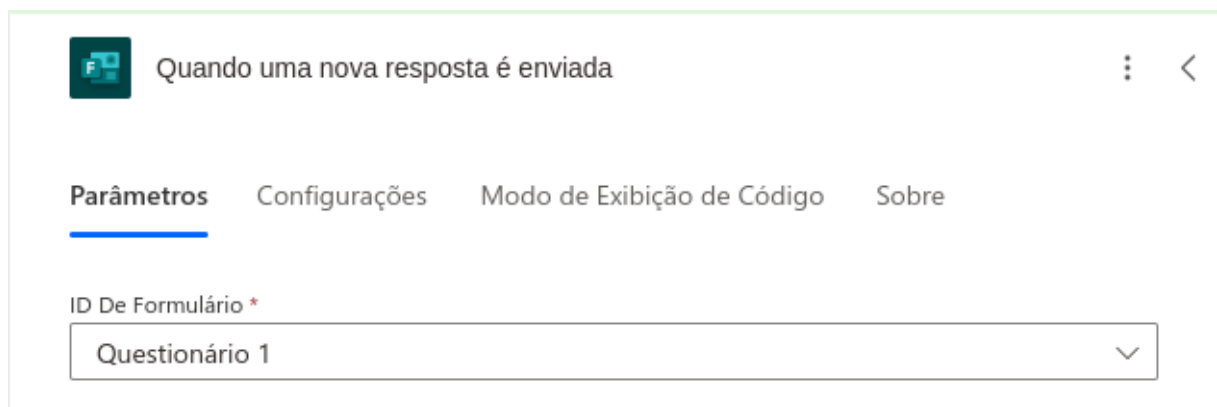 Quando uma nova resposta é enviada
Parâmetros Configurações Modo de Exibição de Código Sobre
ID De Formulário *
Questionário 1